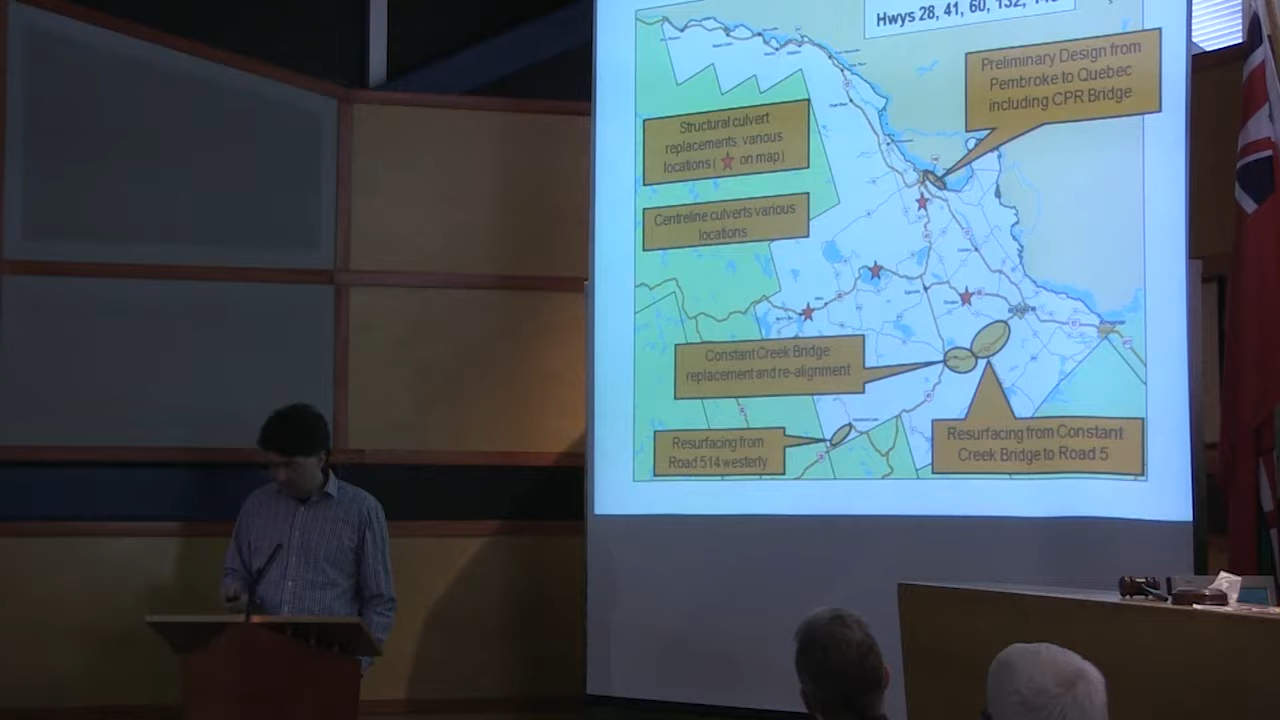 Hwys 28, 41, 60, 132,
Preliminary Design from
Pembroke to Quebec
including CPR Bridge
Structural culvert
replacements, various
locations ( on map)
Centreline culverts various
locations
Constant Creek Bridge
replacement and re-alignment
Resurfacing from
Road 514 westerly
Resurfacing from Constant
Creek Bridge to Road 5